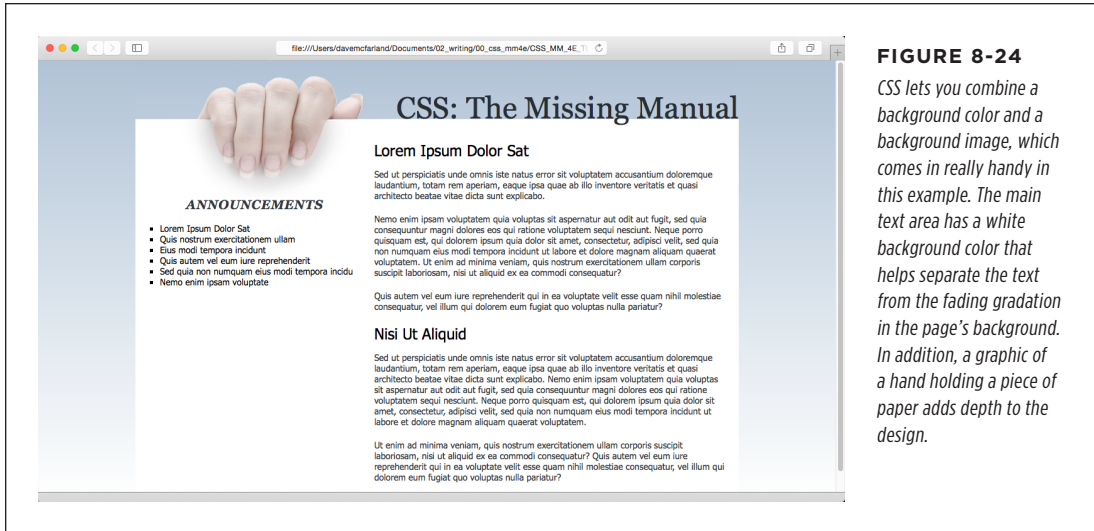 file:///Users/davemcfarland/Documents/02_writing/00_css_mm4e/CSS_MM_4E_T
CSS: The Missing Manual
ANNOUNCEMENTS
Lorem Ipsum Dolor Sat
Quis nostrum exercitationem ullam
Eius modi tempora incidunt
Quis autem vel eum iure reprehenderit
Sed quia non numquam eius modi tempora incidu
Nemo enim ipsam voluptate
Lorem Ipsum Dolor Sat
Sed ut perspiciatis unde omnis iste natus error sit voluptatem accusantium doloremque
laudantium, totam rem aperiam, eaque ipsa quae ab illo inventore veritatis et quasi
architecto beatae vitae dicta sunt explicabo.
Nemo enim ipsam voluptatem quia voluptas sit aspernatur aut odit aut fugit, sed quia
consequuntur magni dolores eos qui ratione voluptatem sequi nesciunt. Neque porro
quisquam est, qui dolorem ipsum quia dolor sit amet, consectetur, adipisci velit, sed quia
non numquam eius modi tempora incidunt ut labore et dolore magnam aliquam quaerat
voluptatem. Ut enim ad minima veniam, quis nostrum exercitationem ullam corporis
suscipit laboriosam, nisi ut aliquid ex ea commodi consequatur?
Quis autem vel eum iure reprehenderit qui in ea voluptate velit esse quam nihil molestiae
consequatur, vel illum qui dolorem eum fugiat quo voluptas nulla pariatur?
Nisi Ut Aliquid
Sed ut perspiciatis unde omnis iste natus error sit voluptatem accusantium doloremque
laudantium, totam rem aperiam, eaque ipsa quae ab illo inventore veritatis et quasi
architecto beatae vitae dicta sunt explicabo. Nemo enim ipsam voluptatem quia voluptas
sit aspernatur aut odit aut fugit, sed quia consequuntur magni dolores eos qui ratione
voluptatem sequi nesciunt. Neque porro quisquam est, qui dolorem ipsum quia dolor sit
amet, consectetur, adipisci velit, sed quia non numquam eius modi tempora incidunt ut
labore et dolore magnam aliquam quaerat voluptatem.
Ut enim ad minima veniam, quis nostrum exercitationem ullam corporis suscipit
laboriosam, nisi ut aliquid ex ea commodi consequatur? Quis autem vel eum iure
reprehenderit qui in ea voluptate velit esse quam nihil molestiae consequatur, vel illum qui
dolorem eum fugiat quo voluptas nulla pariatur?
FIGURE 8-24
CSS lets you combine a
background color and a
background image, which
comes in really handy in
this example. The main
text area has a white
background color that
helps separate the text
from the fading gradation
in the page's background.
In addition, a graphic of
a hand holding a piece of
paper adds depth to the
design.